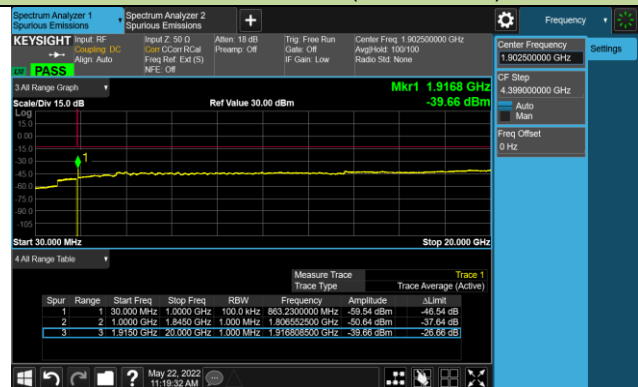 Spectrum Analyzer 1
Spurious Emissions
Spectrum Analyzer 2
Spurious Emissions
Frequency
KEYSIGHT
Input: RF
Coupling: DC
Align: Auto
Input Z: 50 Ω
Corr CCorr RCal
Freq Ref: Ext (S)
NFE: Off
Atten: 18 dB
Preamp: Off
Trig: Free Run
Gate: Off
IF Gain: Low
Center Freq: 1.902500000 GHz
Avg|Hold: 100/100
Radio Std: None
PASS
Center Frequency
1.902500000 GHz
Settings
CF Step
4.399000000 GHz
Auto
Man
Freq Offset
0 Hz
3 All Range Graph
Mkr1 1.9168 GHz
-39.66 dBm
Scale/Div 15.0 dB
Ref Value 30.00 dBm
Log
15.0
0.00
-15.0
-30.0
-45.0
-60.0
-75.0
-90.0
-105
1
Start 30.000 MHz
Stop 20.000 GHz
4 All Range Table
Measure Trace Trace 1
Trace Type Trace Average (Active)
Spur Range Start Freq Stop Freq RBW Frequency Amplitude ΔLimit
1 1 30.000 MHz 1.0000 GHz 100.0 kHz 863.2300000 MHz -59.54 dBm -46.54 dB
2 2 1.0000 GHz 1.8450 GHz 1.000 MHz 1.806552500 GHz -50.64 dBm -37.64 dB
3 3 1.9150 GHz 20.000 GHz 1.000 MHz 1.916808500 GHz -39.66 dBm -26.66 dB
May 22, 2022
11:19:32 AM